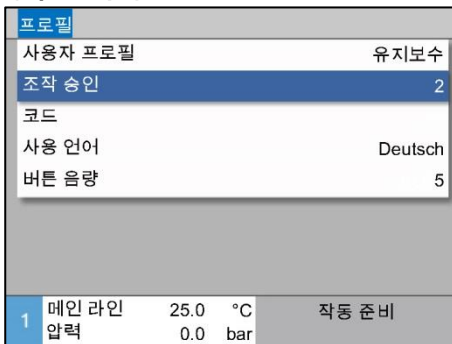 프로필
사용자 프로필 유지보수
조작 승인 2
코드
사용 언어 Deutsch
버튼 음량 5
1 메인 라인 25.0 °C 작동 준비
압력 0.0 bar